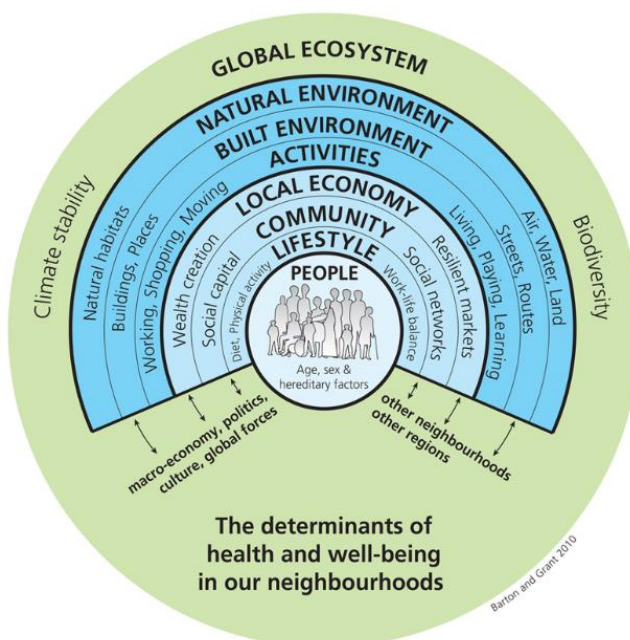 GLOBAL ECOSYSTEM
NATURAL ENVIRONMENT
BUILT ENVIRONMENT
ACTIVITIES
LOCAL ECONOMY
COMMUNITY
LIFESTYLE
PEOPLE
Age, sex &
hereditary factors
Climate stability
Natural habitats
Buildings, Places
Working, Shopping, Moving
Wealth creation
Social capital
Diet, Physical activity
Work-life balance
Social networks
Resilient markets
Living, Playing, Learning
Streets, Routes
Air, Water, Land
Biodiversity
macro-economy, politics,
culture, global forces
other neighbourhoods
other regions
The determinants of
health and well-being
in our neighbourhoods
Barton and Grant 2010